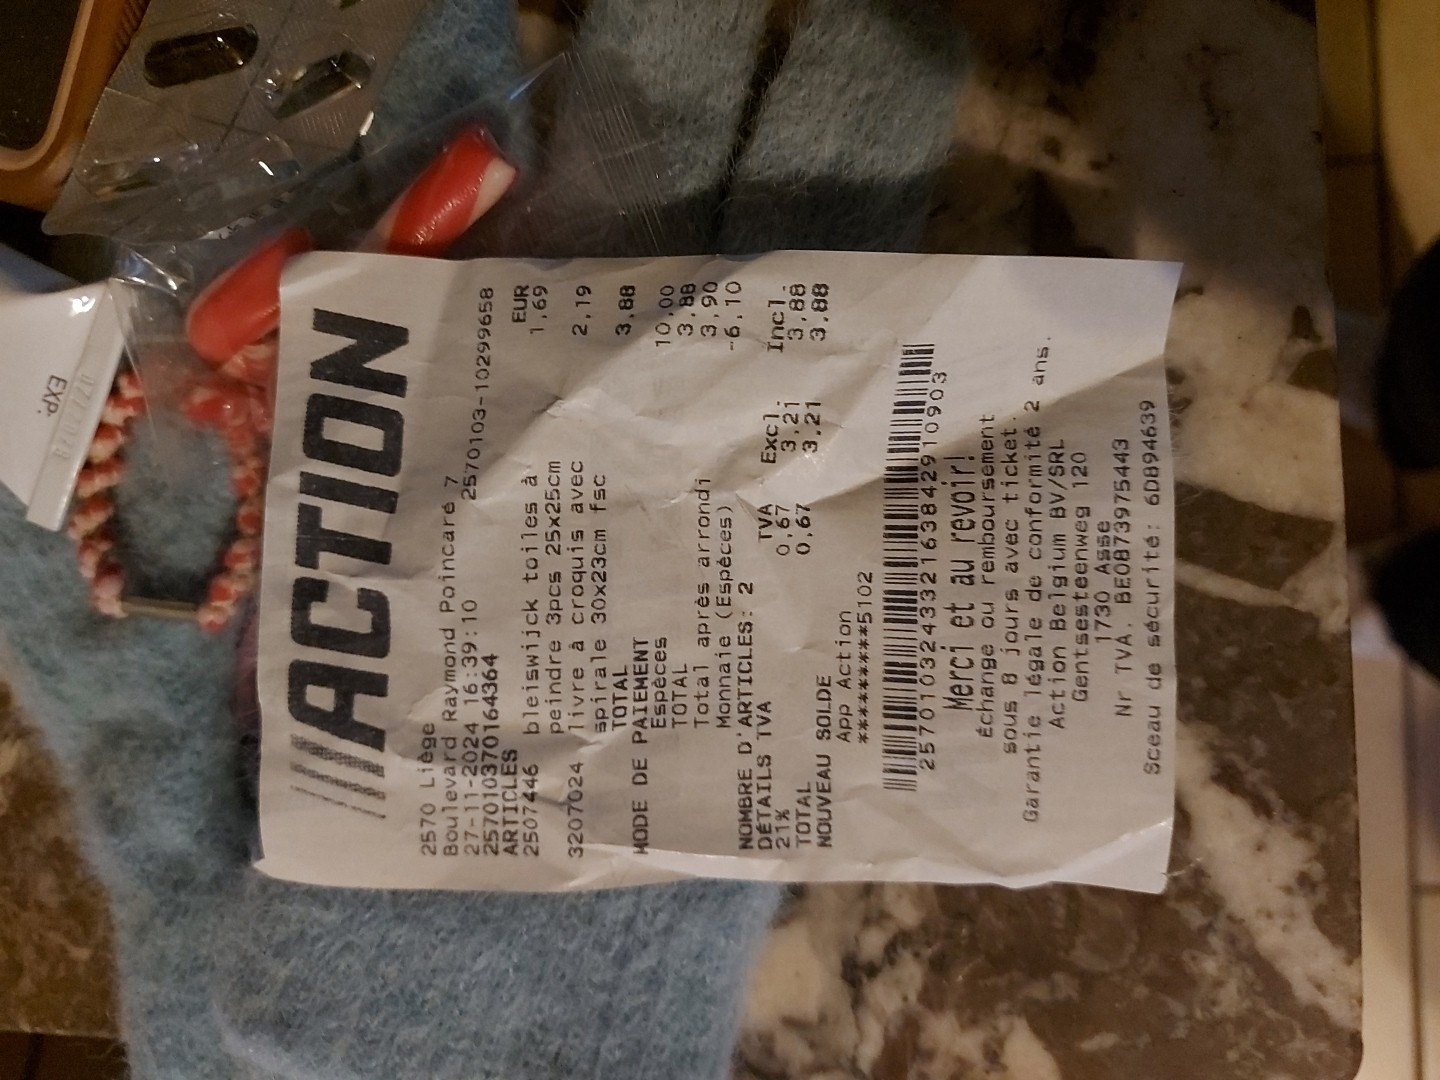 ///ACTION
2570 Liège
Boulevard Raymond Poincaré 7
27-11-2024 16:39:10 2570103-10299658
2570103701643​64
ARTICLES EUR
2507446 bleiswijck toiles à 1,69
peindre 3pcs 25x25cm
3207024 livre à croquis avec 2,19
spirale 30x23cm fsc
TOTAL 3,88
MODE DE PAIEMENT
Espèces 10,00
TOTAL 3,88
Total après arrondi 3,90
Monnaie (Espèces) -6,10
NOMBRE D'ARTICLES: 2
DÉTAILS TVA TVA Excl. Incl.
21% 0,67 3,21 3,88
TOTAL 0,67 3,21 3,88
NOUVEAU SOLDE
App Action
*********5102
257010324332163842910903
Merci et au revoir!
Échange ou remboursement
sous 8 jours avec ticket.
Garantie légale de conformité 2 ans.
Action Belgium BV/SRL
Gentsesteenweg 120
1730 Asse
Nr TVA. BE0873975443
Sceau de sécurité: 6D894639
EXP.